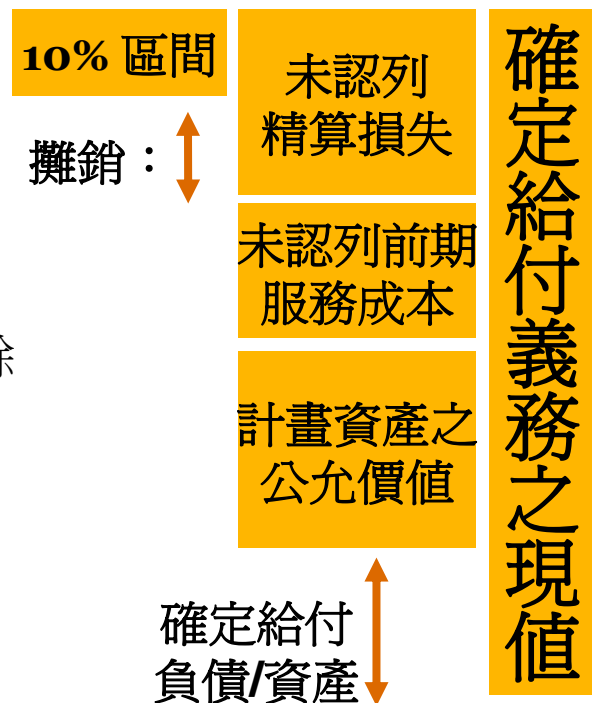 10% 區間
攤銷：
未認列
精算損失
未認列前期
服務成本
餘
計畫資產之
公允價值
確定給付
負債/資產
確定給付義務之現值